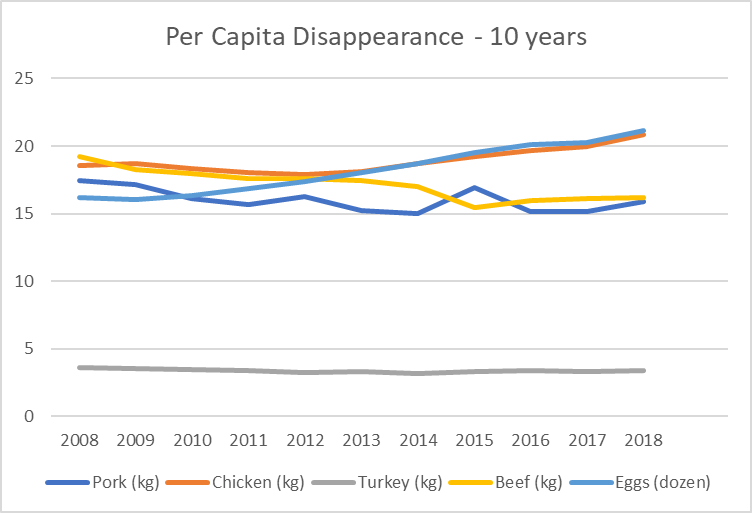 Per Capita Disappearance - 10 years
25
20
15
10
5
0
2008 2009 2010 2011 2012 2013 2014 2015 2016 2017 2018
Pork (kg) Chicken (kg) Turkey (kg) Beef (kg) Eggs (dozen)